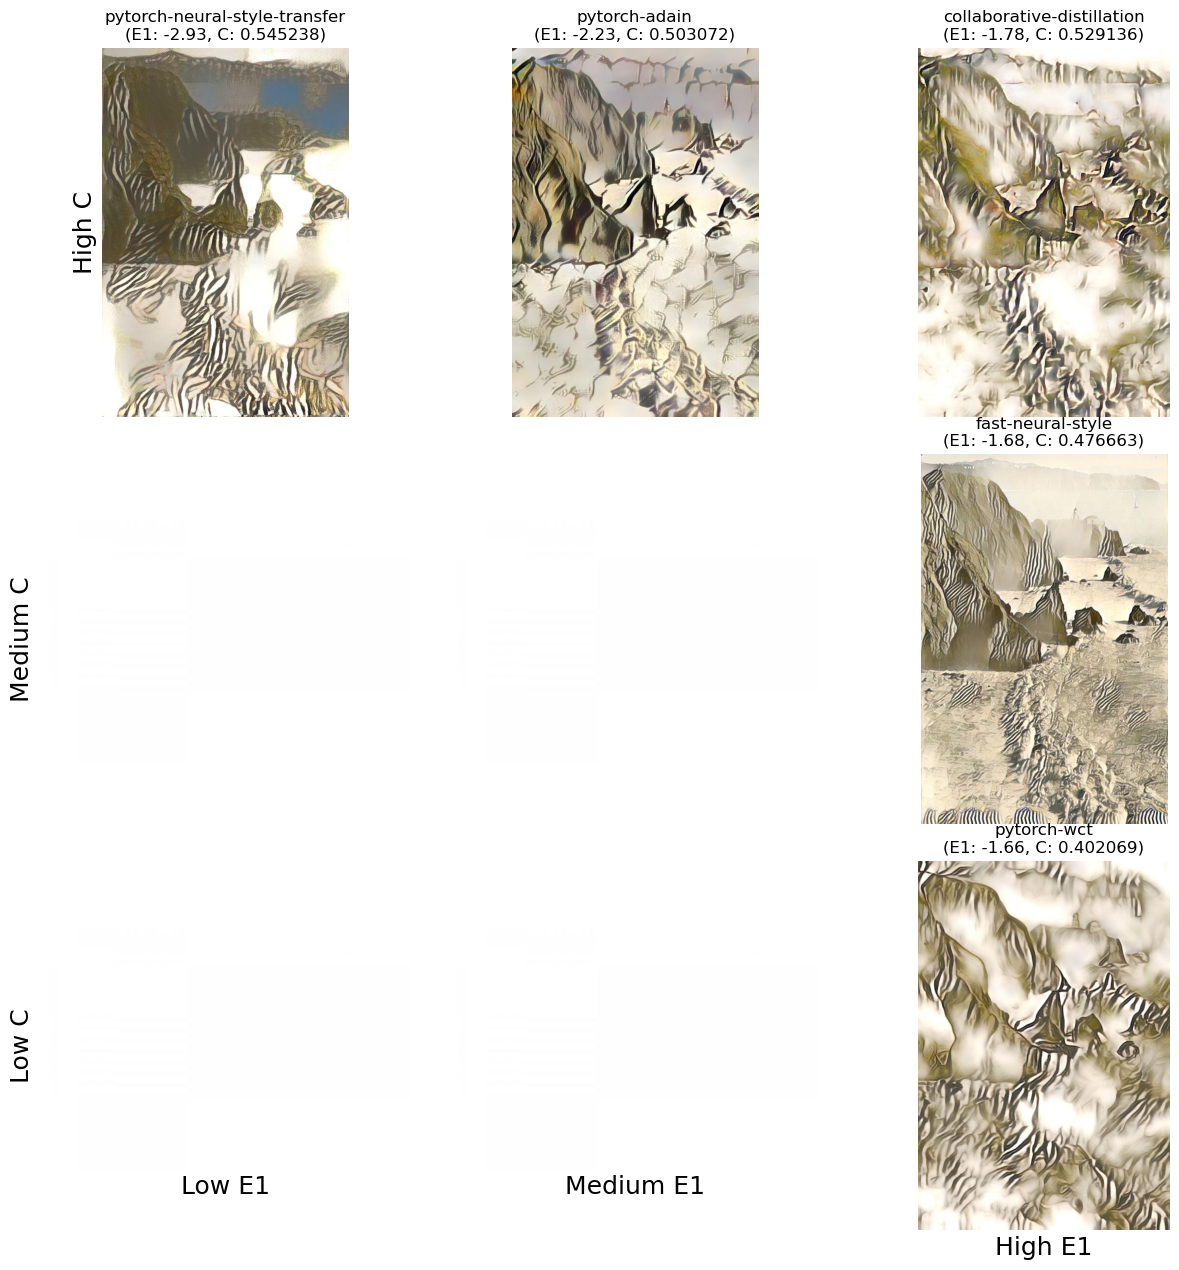 pytorch-neural-style-transfer
(E1: -2.93, C: 0.545238)
pytorch-adain
(E1: -2.23, C: 0.503072)
collaborative-distillation
(E1: -1.78, C: 0.529136)
High C
fast-neural-style
(E1: -1.68, C: 0.476663)
Medium C
pytorch-wct
(E1: -1.66, C: 0.402069)
Low C
Low E1
Medium E1
High E1